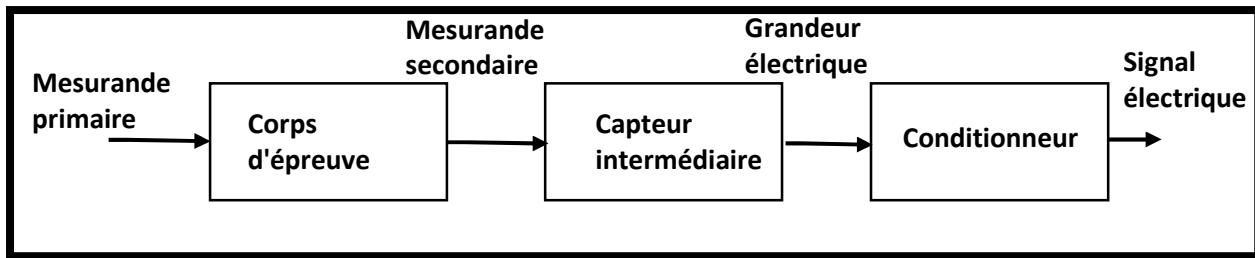 Mesurande
primaire
Corps
d'épreuve
Mesurande
secondaire
Capteur
intermédiaire
Grandeur
électrique
Conditionneur
Signal
électrique